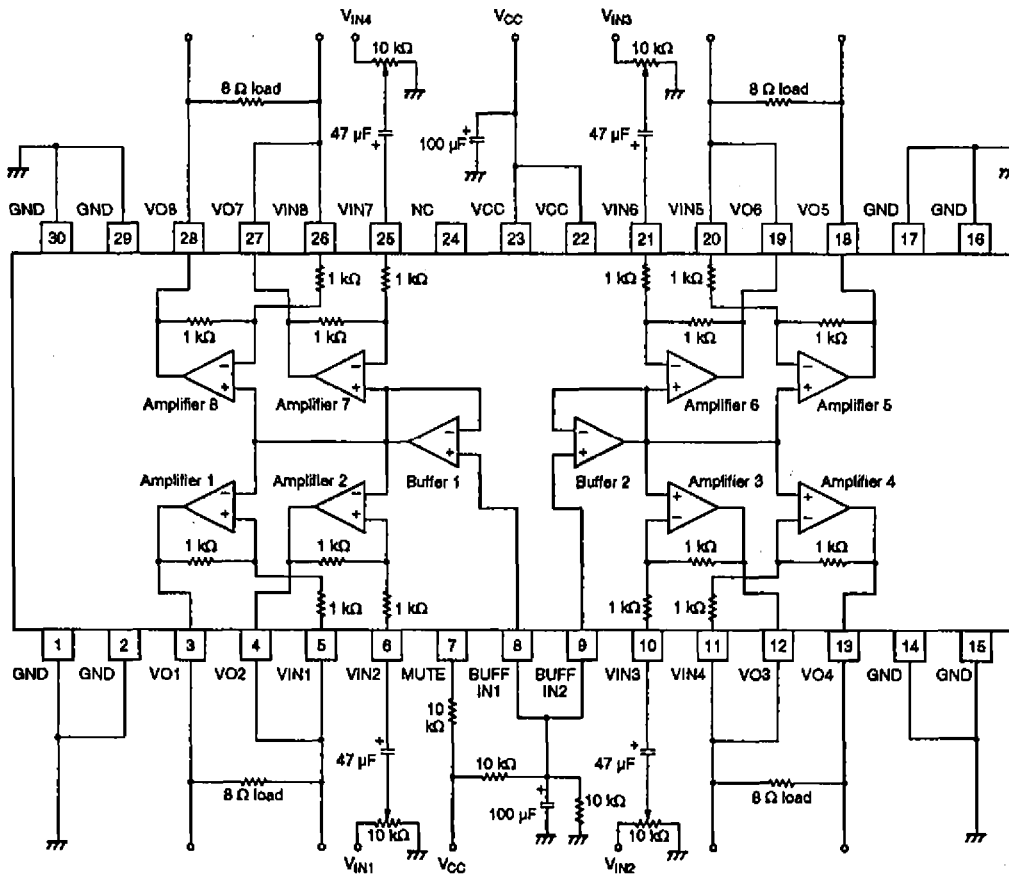 VIN4 VCC VIN3
10 kΩ 10 kΩ
8 Ω load 8 Ω load
47 µF + 100 µF + 47 µF +
GND GND VO8 VO7 VIN8 VIN7 NC VCC VCC VIN6 VIN5 VO6 VO5 GND GND
30 29 28 27 26 25 24 23 22 21 20 19 18 17 16
1 kΩ 1 kΩ 1 kΩ 1 kΩ
1 kΩ 1 kΩ 1 kΩ 1 kΩ
− + − + − + − +
Amplifier 8 Amplifier 7 Amplifier 6 Amplifier 5
− + − +
Buffer 1 Buffer 2
Amplifier 1 Amplifier 2 Amplifier 3 Amplifier 4
− + − + + − + −
1 kΩ 1 kΩ 1 kΩ 1 kΩ
1 kΩ 1 kΩ 1 kΩ 1 kΩ
1 2 3 4 5 6 7 8 9 10 11 12 13 14 15
GND GND VO1 VO2 VIN1 VIN2 MUTE BUFF IN1 BUFF IN2 VIN3 VIN4 VO3 VO4 GND GND
10 kΩ
47 µF + 10 kΩ 47 µF +
8 Ω load 100 µF + 10 kΩ 8 Ω load
10 kΩ 10 kΩ
VIN1 VCC VIN2